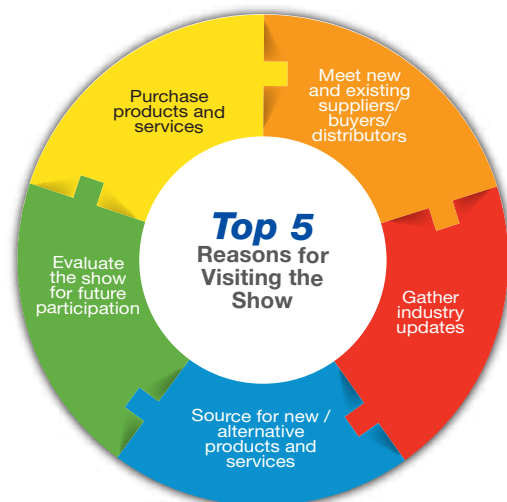 Top 5
Reasons for
Visiting the
Show
Meet new
and existing
suppliers/
buyers/
distributors
Gather
industry
updates
Source for new /
alternative
products and
services
Evaluate
the show
for future
participation
Purchase
products and
services